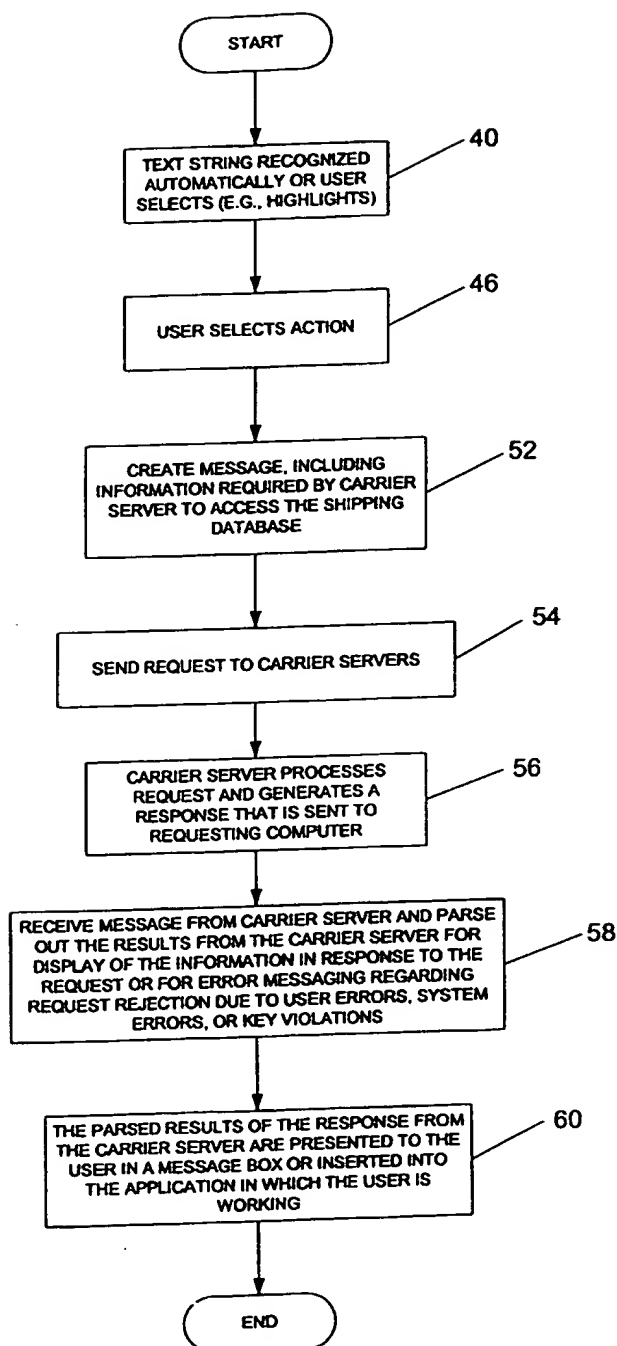 START
TEXT STRING RECOGNIZED
AUTOMATICALLY OR USER
SELECTS (E.G., HIGHLIGHTS)
40
USER SELECTS ACTION
46
CREATE MESSAGE, INCLUDING
INFORMATION REQUIRED BY CARRIER
SERVER TO ACCESS THE SHIPPING
DATABASE
52
SEND REQUEST TO CARRIER SERVERS
54
CARRIER SERVER PROCESSES
REQUEST AND GENERATES A
RESPONSE THAT IS SENT TO
REQUESTING COMPUTER
56
RECEIVE MESSAGE FROM CARRIER SERVER AND PARSE
OUT THE RESULTS FROM THE CARRIER SERVER FOR
DISPLAY OF THE INFORMATION IN RESPONSE TO THE
REQUEST OR FOR ERROR MESSAGING REGARDING
REQUEST REJECTION DUE TO USER ERRORS, SYSTEM
ERRORS, OR KEY VIOLATIONS
58
THE PARSED RESULTS OF THE RESPONSE FROM
THE CARRIER SERVER ARE PRESENTED TO THE
USER IN A MESSAGE BOX OR INSERTED INTO
THE APPLICATION IN WHICH THE USER IS
WORKING
60
END